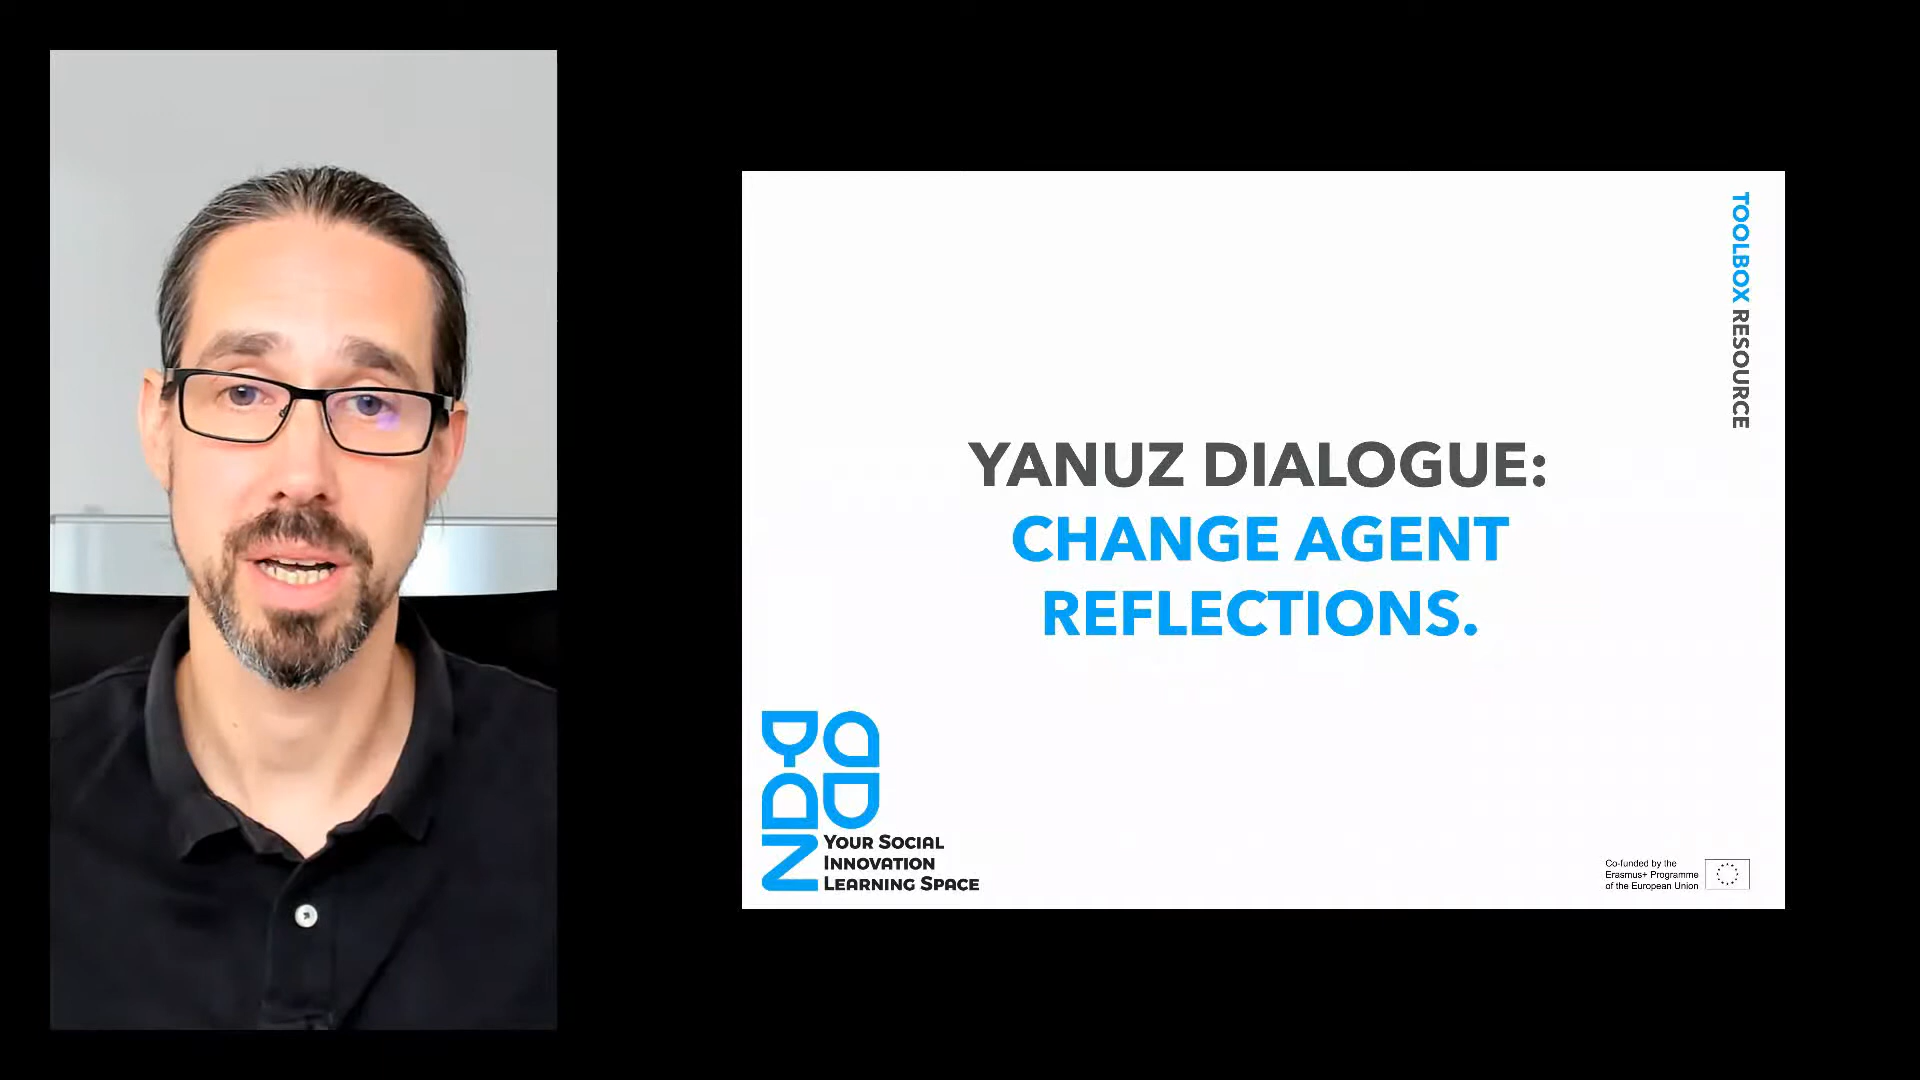 TOOLBOX RESOURCE
YANUZ DIALOGUE:
CHANGE AGENT
REFLECTIONS.
YOUR SOCIAL
INNOVATION
LEARNING SPACE
Co-funded by the
Erasmus+ Programme
of the European Union